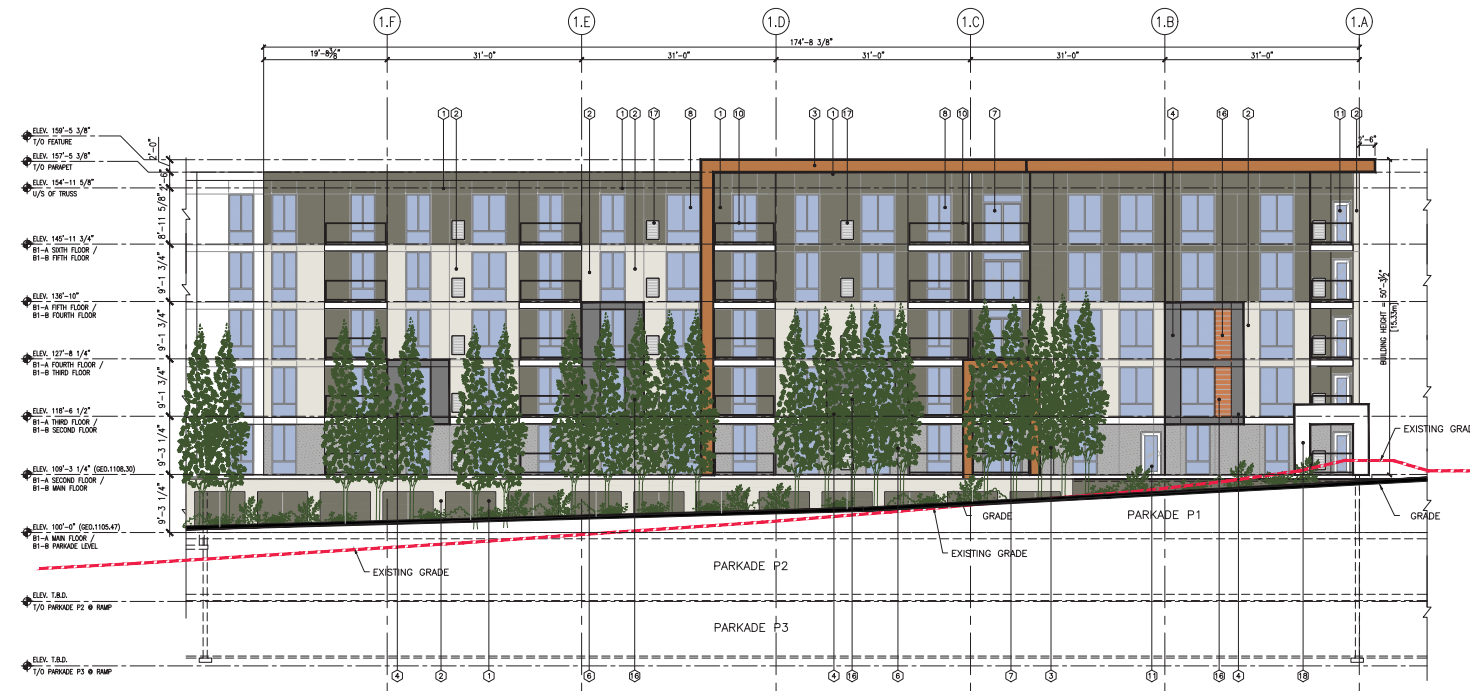 1.F 1.E 1.D 1.C 1.B 1.A
174'-8 3/8"
19'-8 3/8" 31'-0" 31'-0" 31'-0" 31'-0" 31'-0"
1 2 2 1 2 17 8 1 10 3 1 17 8 10 7 4 16 2 11 2
2'-6"
ELEV. 159'-5 3/8"
T/O FEATURE
2'-0"
ELEV. 157'-5 3/8"
T/O PARAPET
2'-6"
ELEV. 154'-11 5/8"
U/S OF TRUSS
8'-11 5/8"
ELEV. 145'-11 3/4"
B1-A SIXTH FLOOR /
B1-B FIFTH FLOOR
9'-1 3/4"
ELEV. 136'-10"
B1-A FIFTH FLOOR /
B1-B FOURTH FLOOR
9'-1 3/4"
BUILDING HEIGHT = 50'-3 1/2"
[15.33m]
ELEV. 127'-8 1/4"
B1-A FOURTH FLOOR /
B1-B THIRD FLOOR
9'-1 3/4"
ELEV. 118'-6 1/2"
B1-A THIRD FLOOR /
B1-B SECOND FLOOR
9'-3 1/4"
EXISTING GRAD
ELEV. 109'-3 1/4" (GEO.1108.30)
B1-A SECOND FLOOR /
B1-B MAIN FLOOR
9'-3 1/4"
GRADE PARKADE P1 GRADE
ELEV. 100'-0" (GEO.1105.47)
B1-A MAIN FLOOR /
B1-B PARKADE LEVEL
EXISTING GRADE
PARKADE P2
EXISTING GRADE
ELEV. T.B.D.
T/O PARKADE P2 @ RAMP
PARKADE P3
ELEV. T.B.D.
T/O PARKADE P3 @ RAMP
4 2 1 6 16 4 16 6 7 3 11 16 4 18